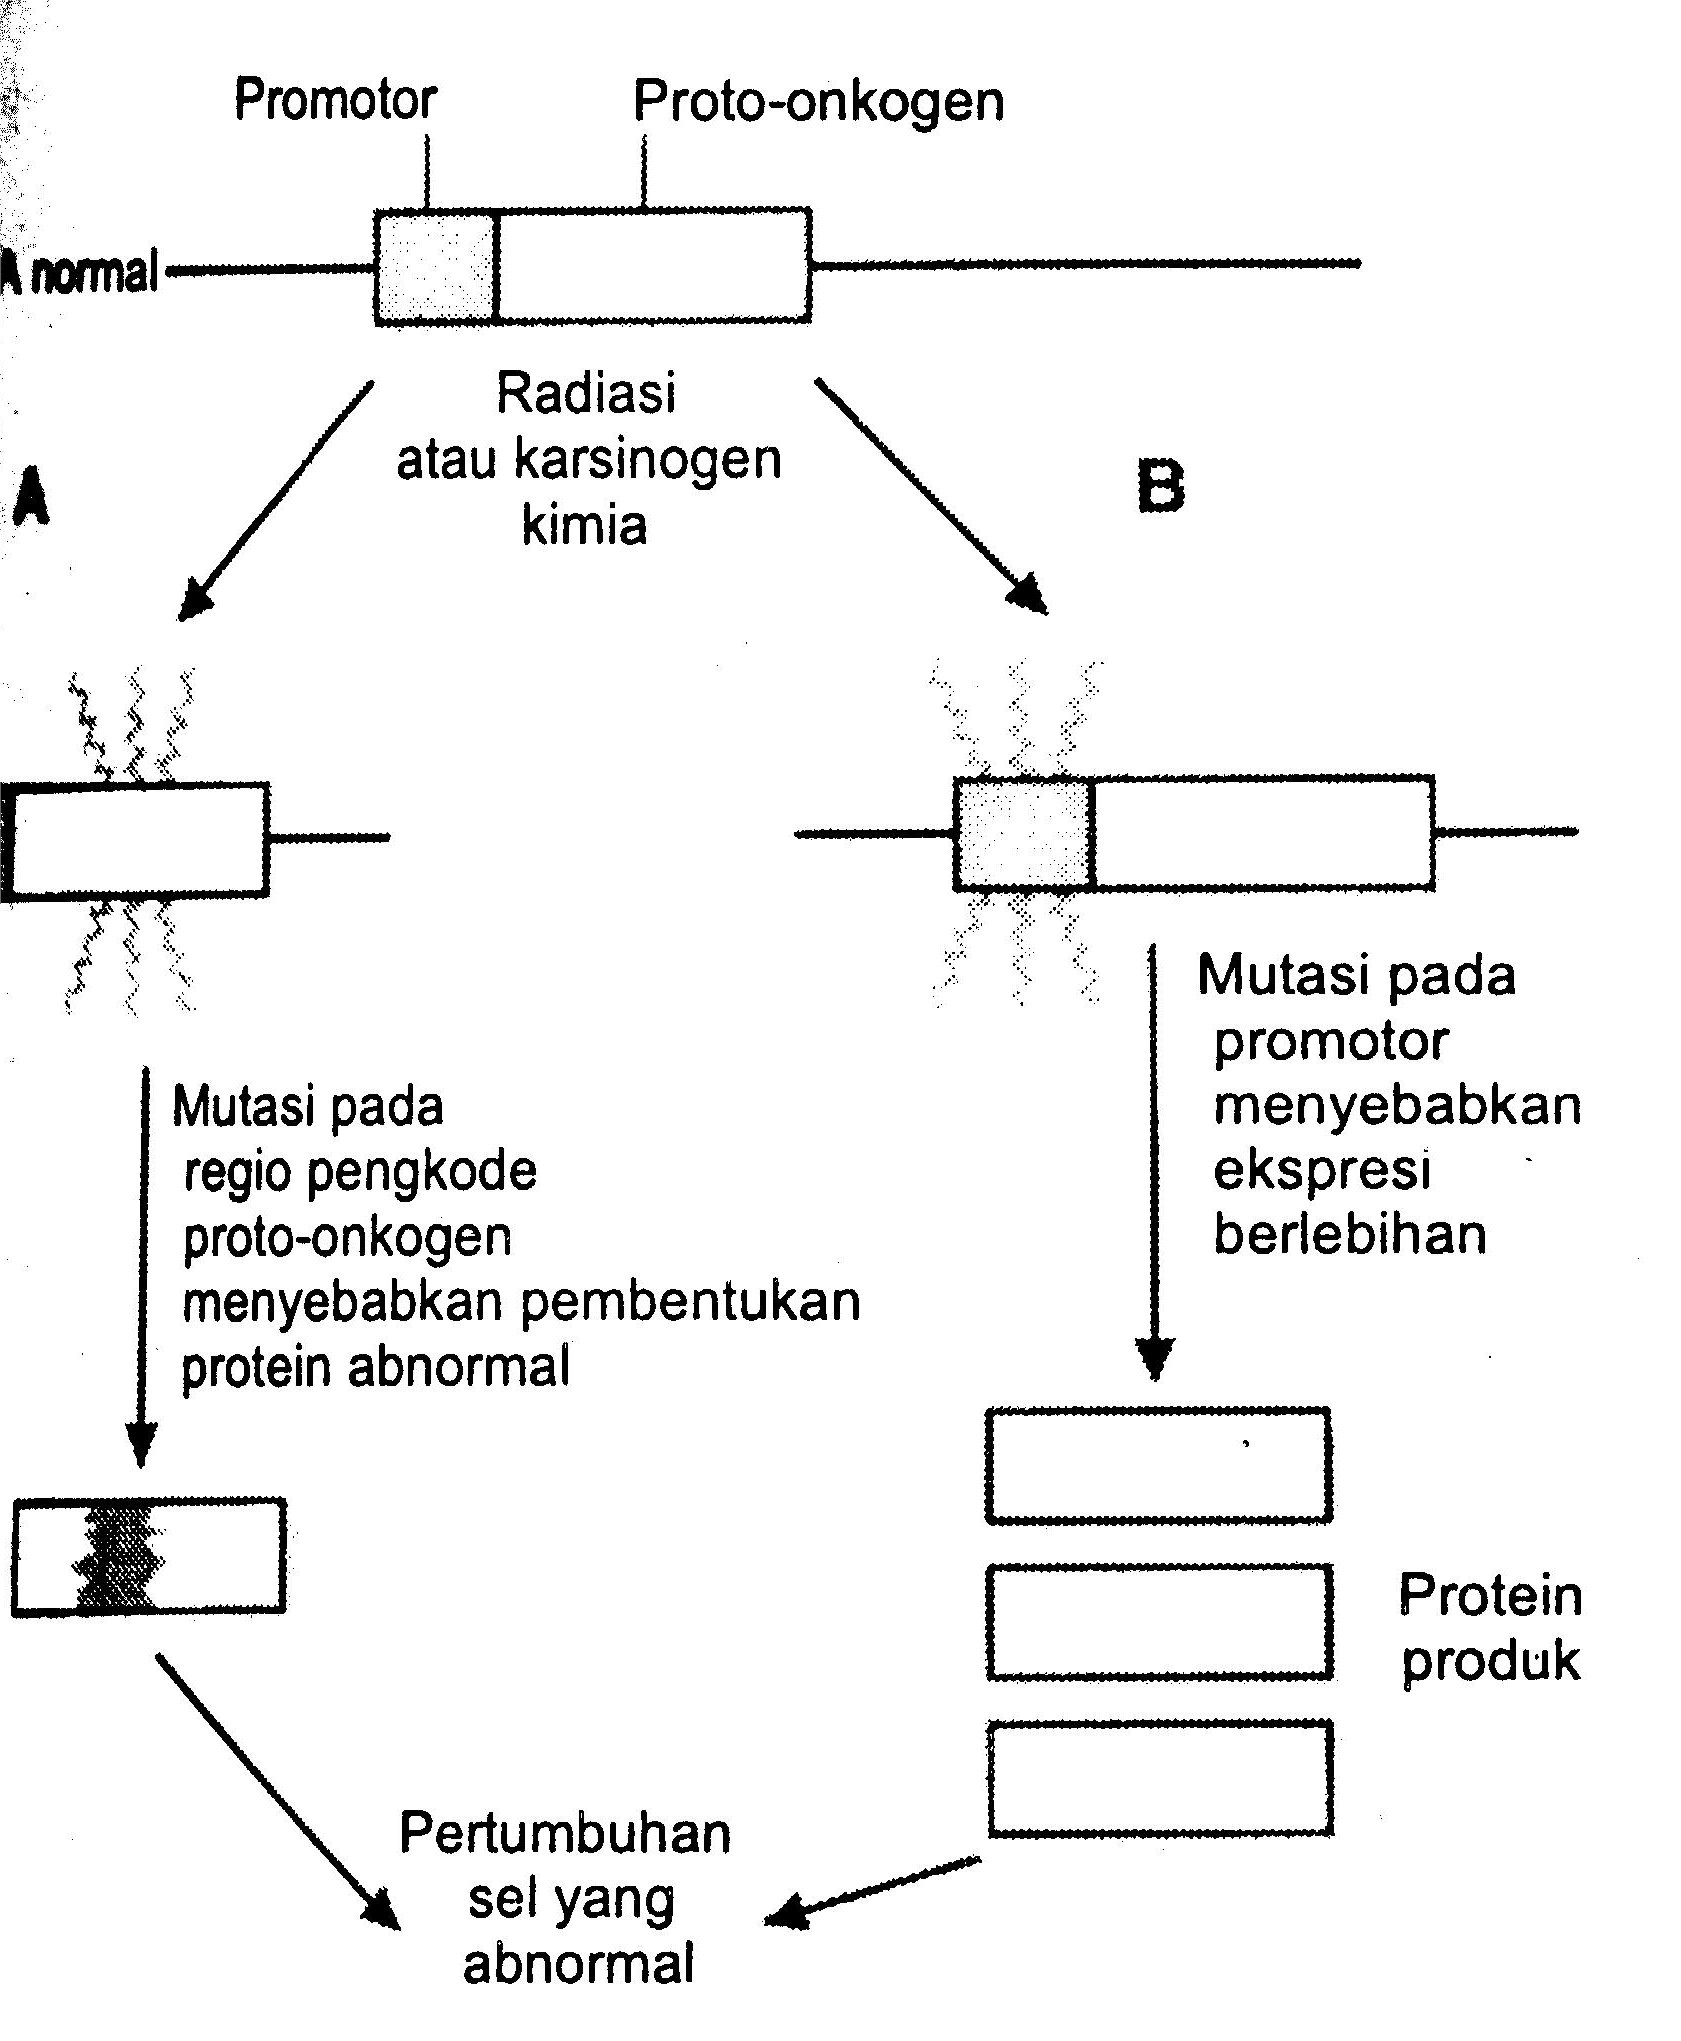 Promotor
Proto-onkogen
A normal
Radiasi
atau karsinogen
kimia
A
B
Mutasi pada
promotor
menyebabkan
ekspresi
berlebihan
Mutasi pada
regio pengkode
proto-onkogen
menyebabkan pembentukan
protein abnormal
Protein
produk
Pertumbuhan
sel yang
abnormal